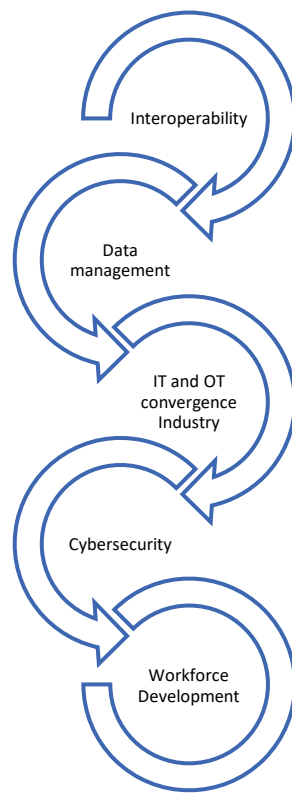 Interoperability
Data
management
IT and OT
convergence
Industry
Cybersecurity
Workforce
Development